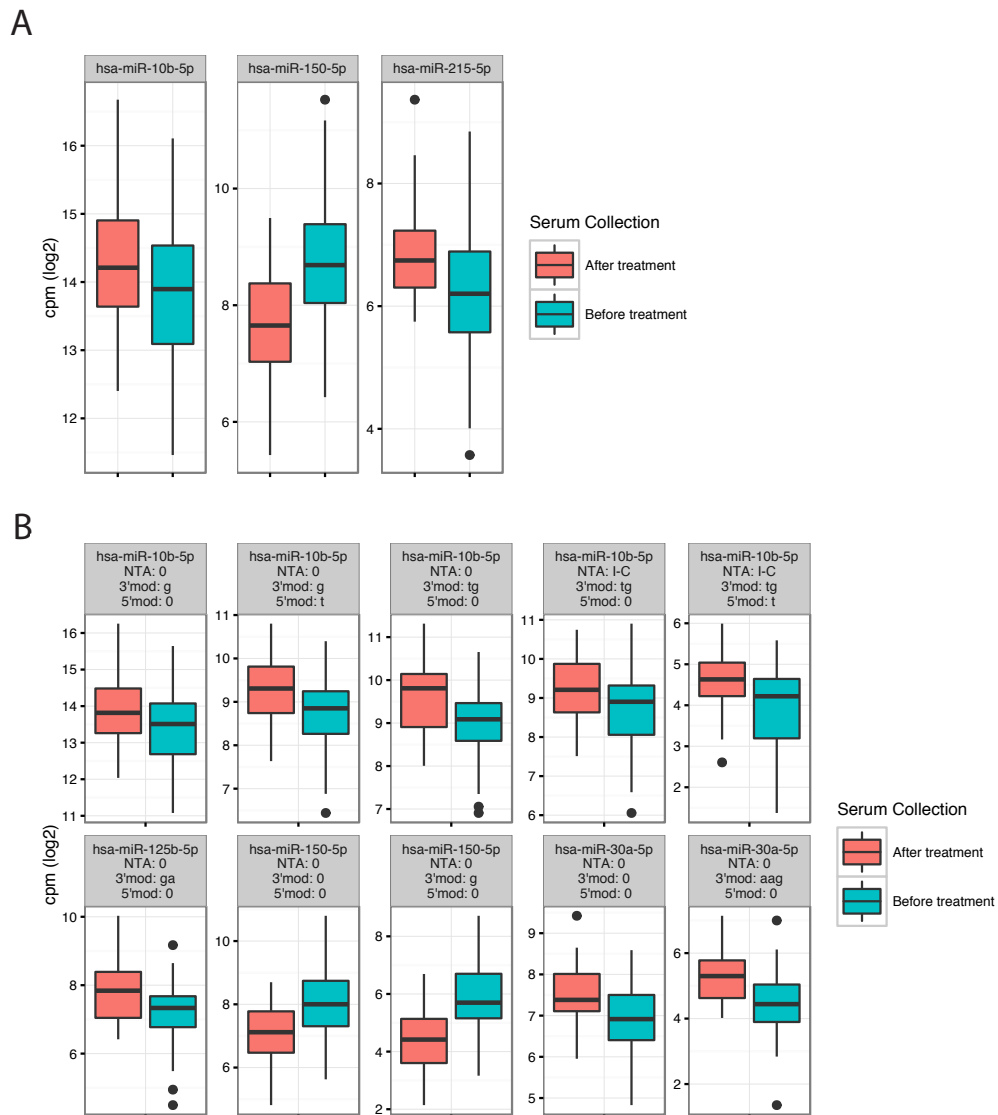 A
hsa-miR-10b-5p
hsa-miR-150-5p
hsa-miR-215-5p
cpm (log2)
16
15
14
13
12
10
8
6
8
6
4
Serum Collection
After treatment
Before treatment
B
hsa-miR-10b-5p
NTA: 0
3'mod: g
5'mod: 0
hsa-miR-10b-5p
NTA: 0
3'mod: g
5'mod: t
hsa-miR-10b-5p
NTA: 0
3'mod: tg
5'mod: 0
hsa-miR-10b-5p
NTA: I-C
3'mod: tg
5'mod: 0
hsa-miR-10b-5p
NTA: I-C
3'mod: tg
5'mod: t
16
15
14
13
12
11
11
10
9
8
7
11
10
9
8
7
11
10
9
8
7
6
6
5
4
3
2
cpm (log2)
hsa-miR-125b-5p
NTA: 0
3'mod: ga
5'mod: 0
hsa-miR-150-5p
NTA: 0
3'mod: 0
5'mod: 0
hsa-miR-150-5p
NTA: 0
3'mod: g
5'mod: 0
hsa-miR-30a-5p
NTA: 0
3'mod: 0
5'mod: 0
hsa-miR-30a-5p
NTA: 0
3'mod: aag
5'mod: 0
10
8
6
10
8
6
8
6
4
2
9
8
7
6
5
6
4
2
Serum Collection
After treatment
Before treatment